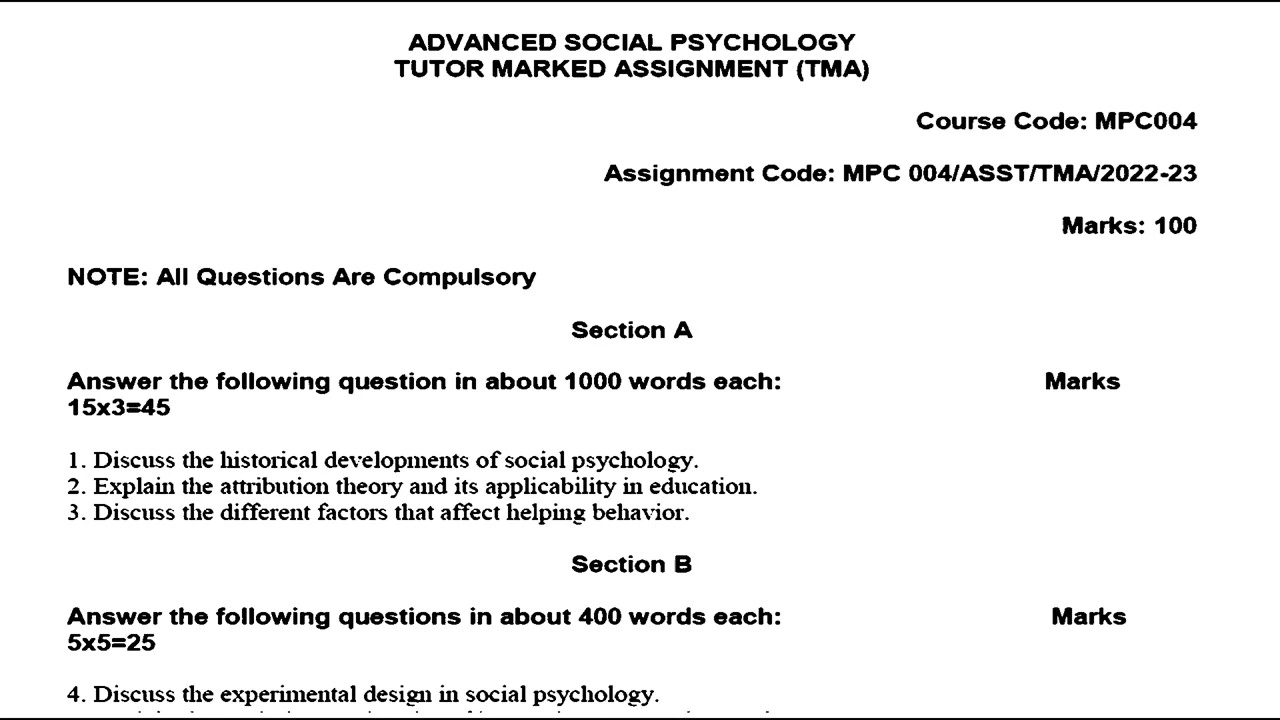 ADVANCED SOCIAL PSYCHOLOGY
TUTOR MARKED ASSIGNMENT (TMA)
Course Code: MPC004
Assignment Code: MPC 004/ASST/TMA/2022-23
Marks: 100
NOTE: All Questions Are Compulsory
Section A
Answer the following question in about 1000 words each: Marks
15x3=45
1. Discuss the historical developments of social psychology.
2. Explain the attribution theory and its applicability in education.
3. Discuss the different factors that affect helping behavior.
Section B
Answer the following questions in about 400 words each: Marks
5x5=25
4. Discuss the experimental design in social psychology.